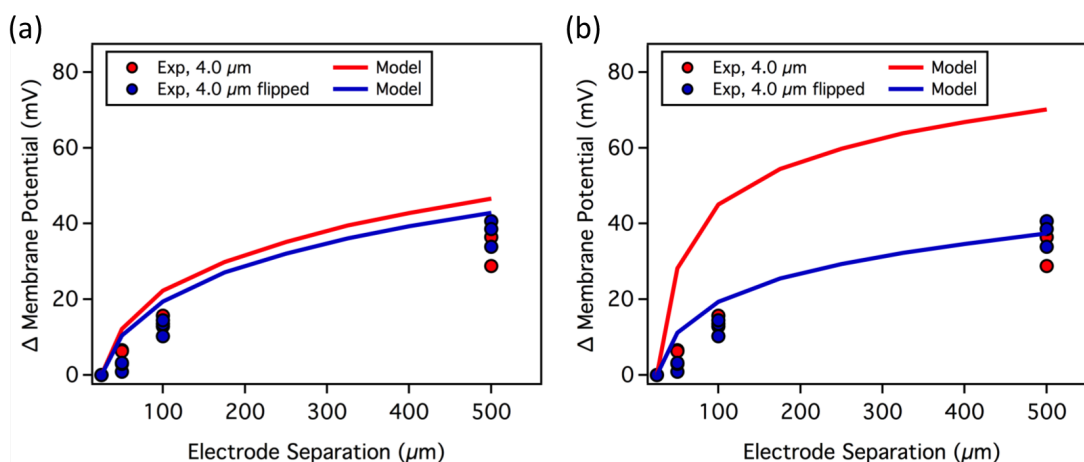 (a)
Exp, 4.0 µm Model
Exp, 4.0 µm flipped Model
Δ Membrane Potential (mV)
80
60
40
20
0
100 200 300 400 500
Electrode Separation (µm)
(b)
Exp, 4.0 µm Model
Exp, 4.0 µm flipped Model
Δ Membrane Potential (mV)
80
60
40
20
0
100 200 300 400 500
Electrode Separation (µm)